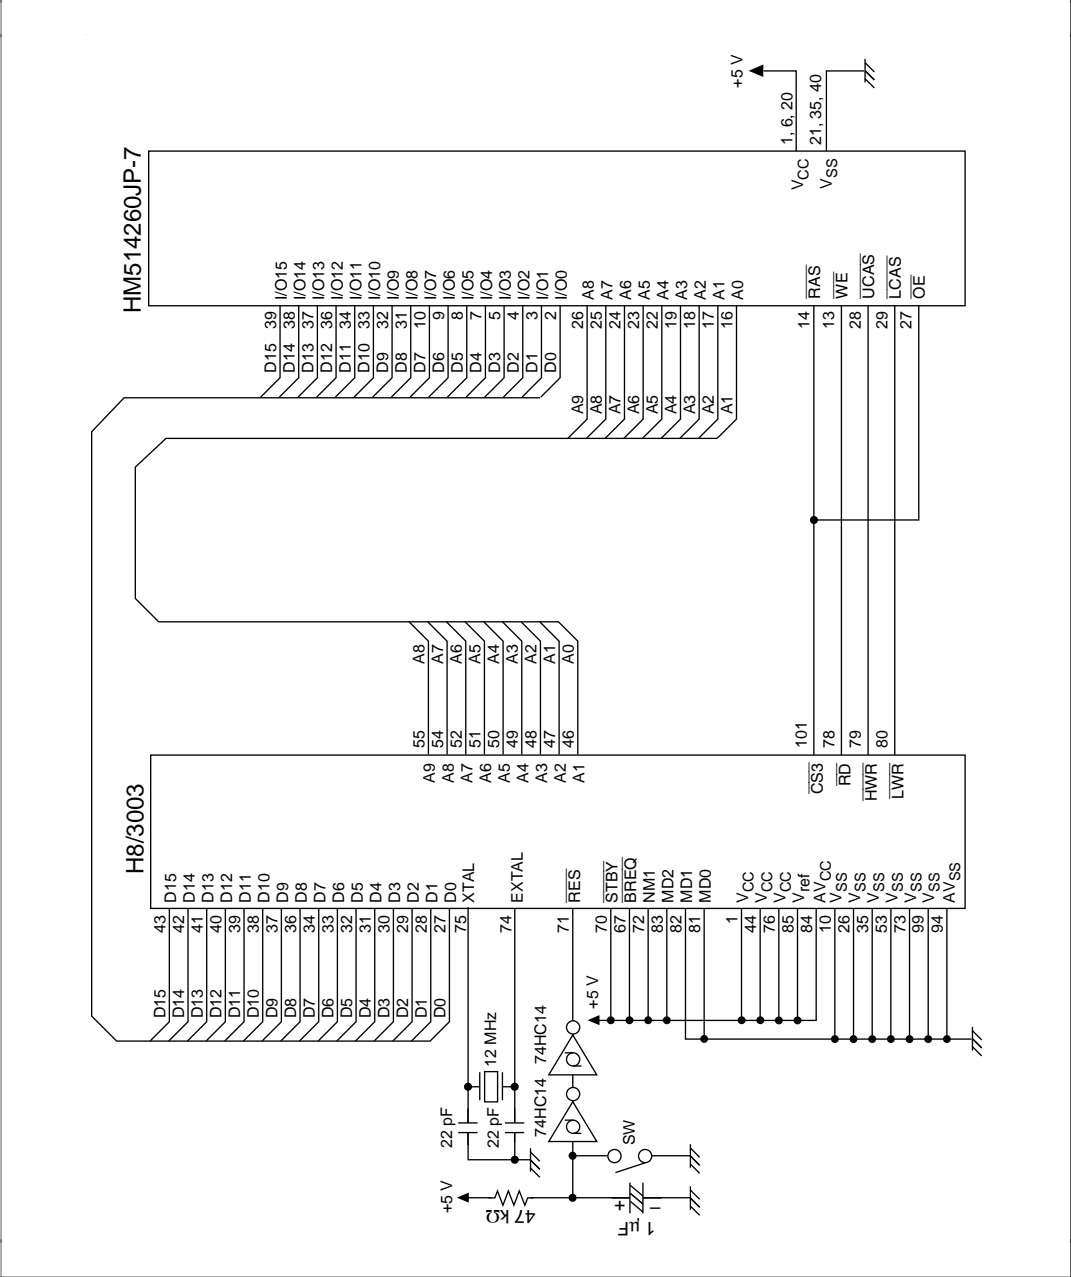 H8/3003
HM514260JP-7
D15 43 D15
D14 42 D14
D13 41 D13
D12 40 D12
D11 39 D11
D10 38 D10
D9 37 D9
D8 36 D8
D7 34 D7
D6 33 D6
D5 32 D5
D4 31 D4
D3 30 D3
D2 29 D2
D1 28 D1
D0 27 D0
75 XTAL
74 EXTAL
71 RES
70 STBY
67 BREQ
72 NM1
83 MD2
82 MD1
81 MD0
1 VCC
44 VCC
76 VCC
85 Vref
84 AVCC
10 VSS
26 VSS
35 VSS
53 VSS
73 VSS
99 VSS
94 AVSS
22 pF
22 pF
12 MHz
+5 V
47 kΩ
74HC14
74HC14
+5 V
SW
+
−
1 µF
A9 55 A8
A8 54 A7
A7 52 A6
A6 51 A5
A5 50 A4
A4 49 A3
A3 48 A2
A2 47 A1
A1 46 A0
CS3 101
RD 78
HWR 79
LWR 80
D15 39 I/O15
D14 38 I/O14
D13 37 I/O13
D12 36 I/O12
D11 34 I/O11
D10 33 I/O10
D9 32 I/O9
D8 31 I/O8
D7 10 I/O7
D6 9 I/O6
D5 8 I/O5
D4 7 I/O4
D3 5 I/O3
D2 4 I/O2
D1 3 I/O1
D0 2 I/O0
A9 26 A8
A8 25 A7
A7 24 A6
A6 23 A5
A5 22 A4
A4 19 A3
A3 18 A2
A2 17 A1
A1 16 A0
14 RAS
13 WE
28 UCAS
29 LCAS
27 OE
VCC 1, 6, 20
+5 V
VSS 21, 35, 40